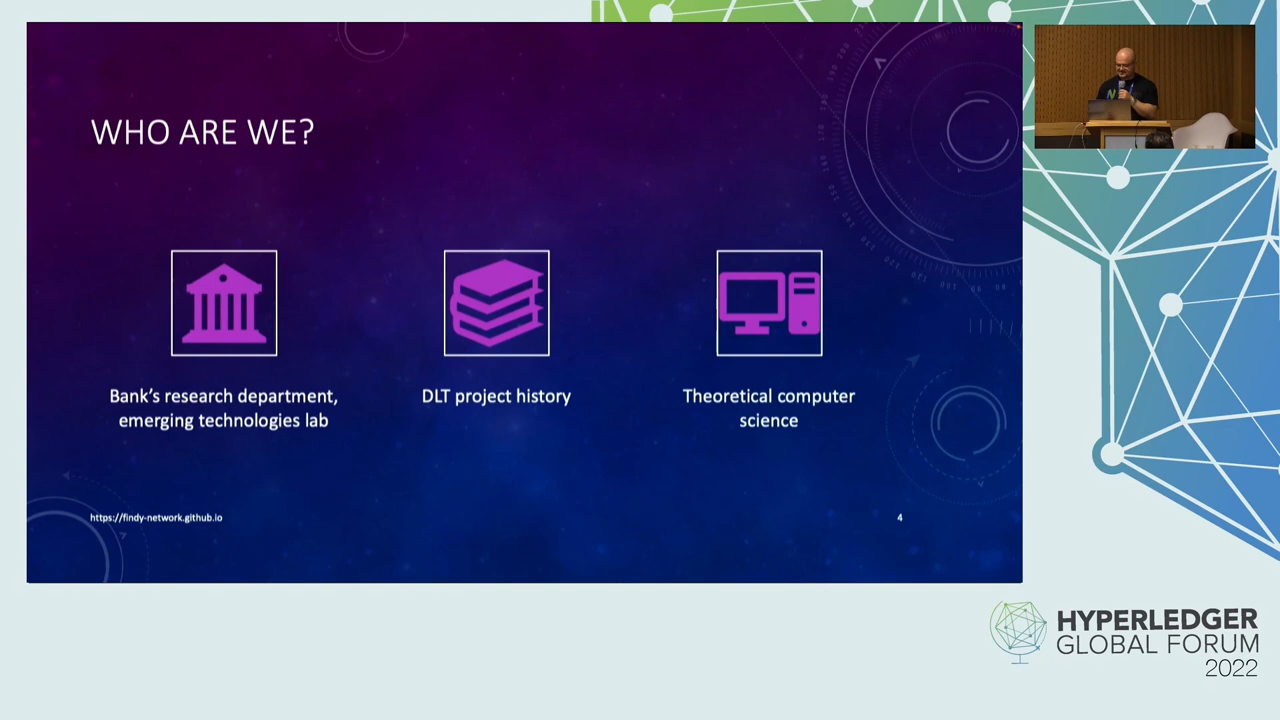 WHO ARE WE?
Bank's research department,
emerging technologies lab
DLT project history
Theoretical computer
science
https://findy-network.github.io
4
HYPERLEDGER
GLOBAL FORUM
2022